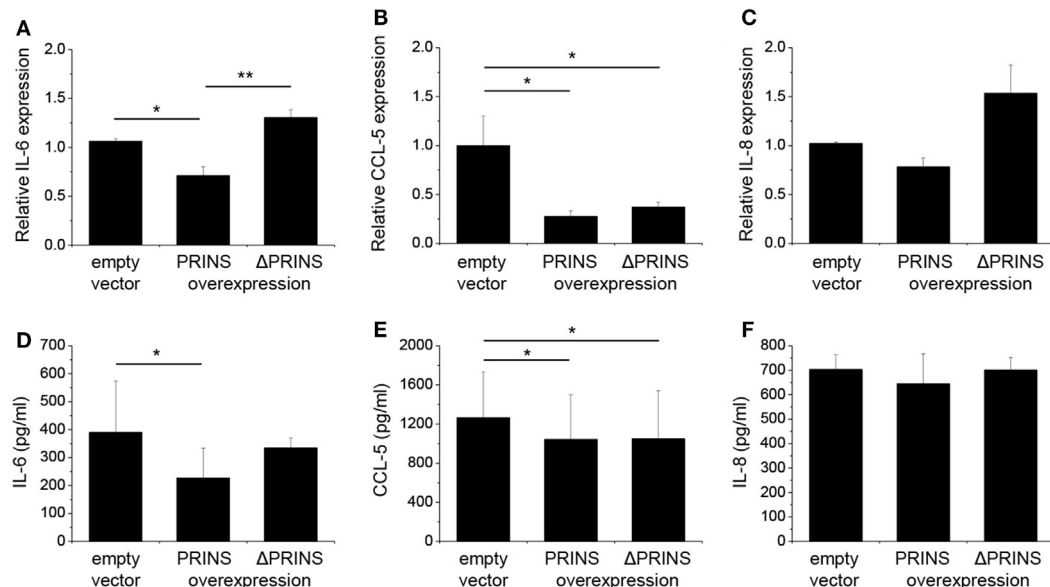 A
Relative IL-6 expression
2.0
1.5
1.0
0.5
0.0
*
**
empty vector
PRINS
ΔPRINS
overexpression
B
Relative CCL-5 expression
2.0
1.5
1.0
0.5
0.0
*
*
empty vector
PRINS
ΔPRINS
overexpression
C
Relative IL-8 expression
2.0
1.5
1.0
0.5
0.0
empty vector
PRINS
ΔPRINS
overexpression
D
IL-6 (pg/ml)
700
600
500
400
300
200
100
0
*
empty vector
PRINS
ΔPRINS
overexpression
E
CCL-5 (pg/ml)
2000
1600
1200
800
400
0
*
*
empty vector
PRINS
ΔPRINS
overexpression
F
IL-8 (pg/ml)
800
700
600
500
400
300
200
100
0
empty vector
PRINS
ΔPRINS
overexpression